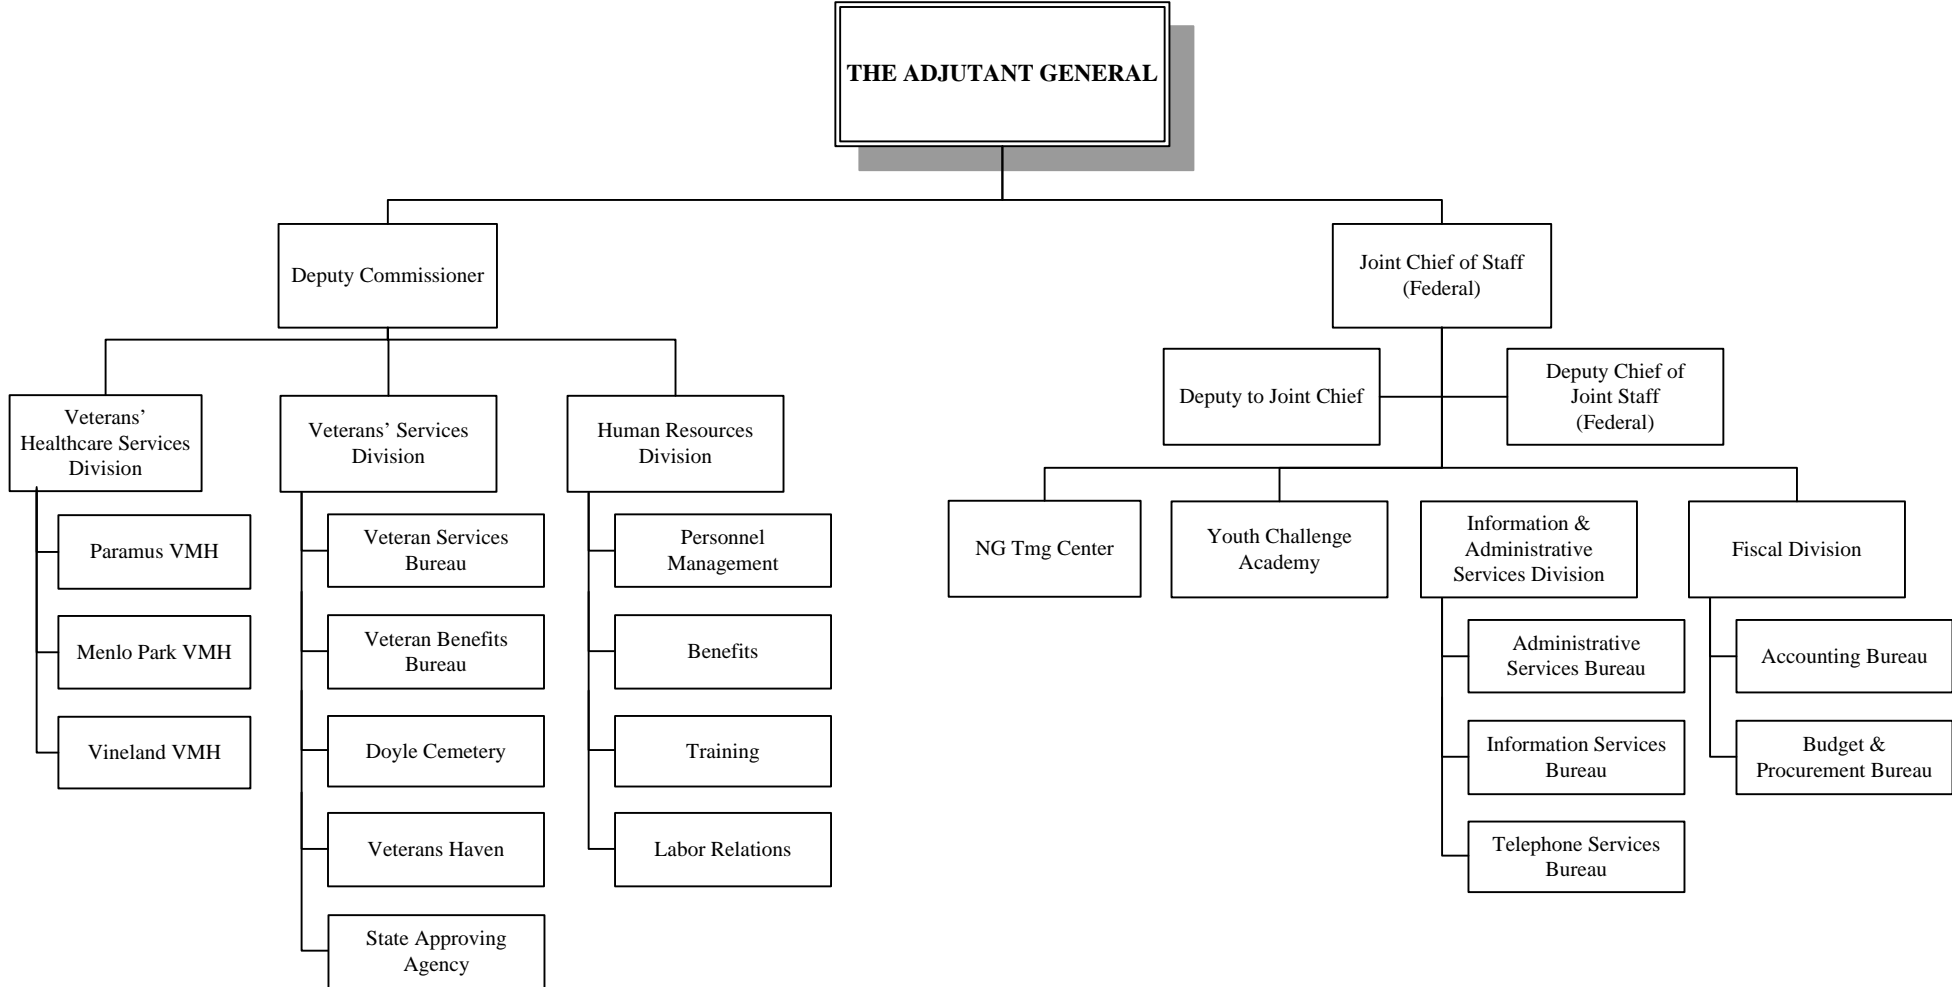 THE ADJUTANT GENERAL
Deputy Commissioner
Joint Chief of Staff
(Federal)
Deputy to Joint Chief
Deputy Chief of
Joint Staff
(Federal)
Veterans’
Healthcare Services
Division
Veterans’ Services
Division
Human Resources
Division
Paramus VMH
Menlo Park VMH
Vineland VMH
Veteran Services
Bureau
Veteran Benefits
Bureau
Doyle Cemetery
Veterans Haven
State Approving
Agency
Personnel
Management
Benefits
Training
Labor Relations
NG Tmg Center
Youth Challenge
Academy
Information &
Administrative
Services Division
Fiscal Division
Administrative
Services Bureau
Information Services
Bureau
Telephone Services
Bureau
Accounting Bureau
Budget &
Procurement Bureau